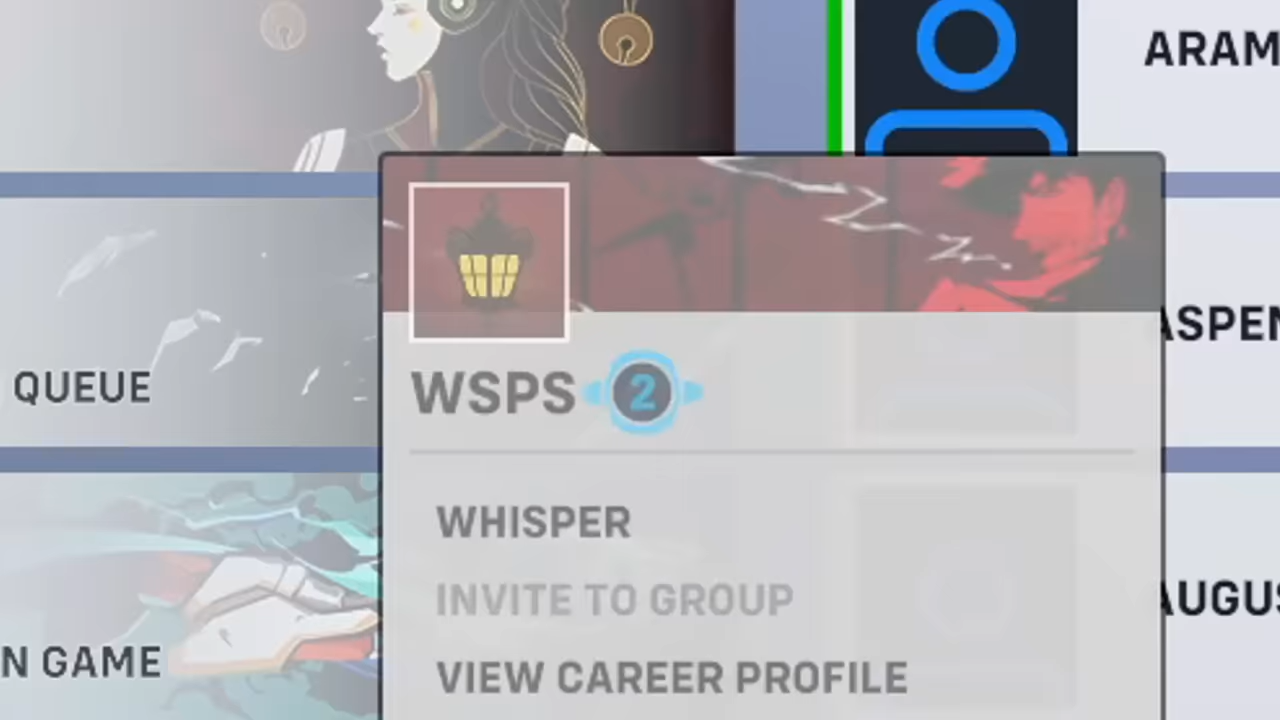 ARAM
ASPEN
QUEUE
WSPS 2
WHISPER
INVITE TO GROUP
AUGUS
N GAME
VIEW CAREER PROFILE